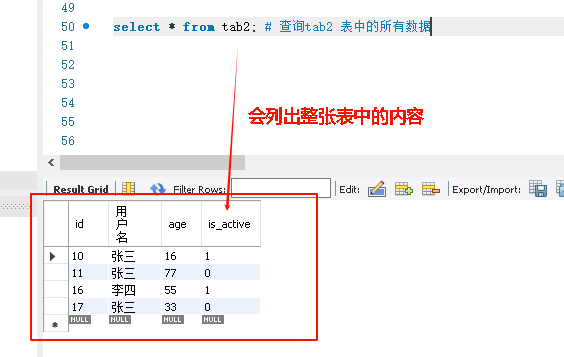 49
50 select * from tab2; # 查询tab2 表中的所有数据
51
52
53
54
55
56
会列出整张表中的内容
Result Grid Filter Rows: Edit: Export/Import:
id 用户名 age is_active
10 张三 16 1
11 张三 77 0
16 李四 55 1
17 张三 33 0
NULL NULL NULL NULL